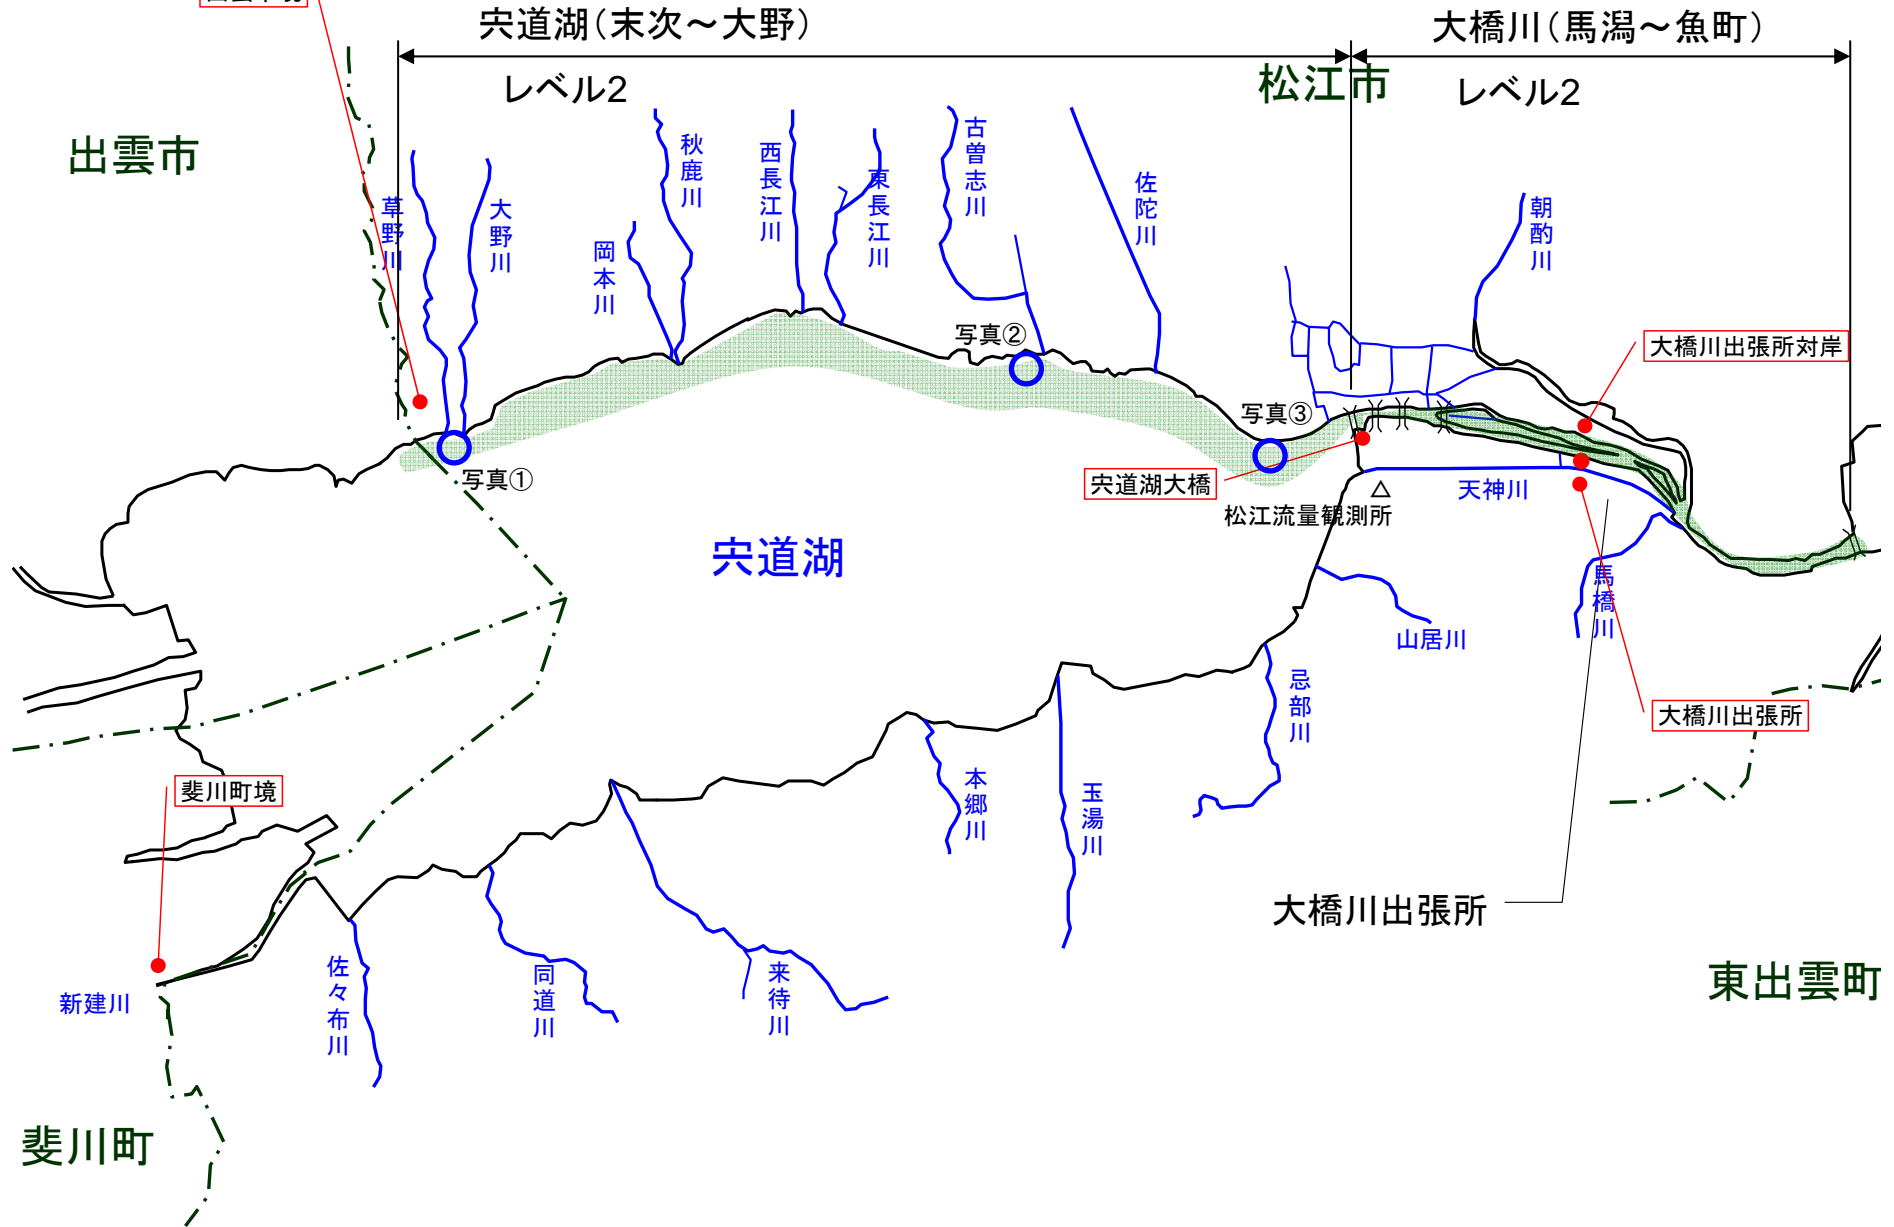 宍道湖（末次～大野）
大橋川（馬潟～魚町）
レベル2
松江市
レベル2
出雲市
草野川
大野川
岡本川
秋鹿川
西長江川
東長江川
古曽志川
佐陀川
朝酌川
写真②
大橋川出張所対岸
写真③
写真①
宍道湖大橋
天神川
松江流量観測所
宍道湖
馬橋川
山居川
忌部川
大橋川出張所
斐川町境
本郷川
玉湯川
大橋川出張所
新建川
佐々布川
同道川
来待川
東出雲町
斐川町